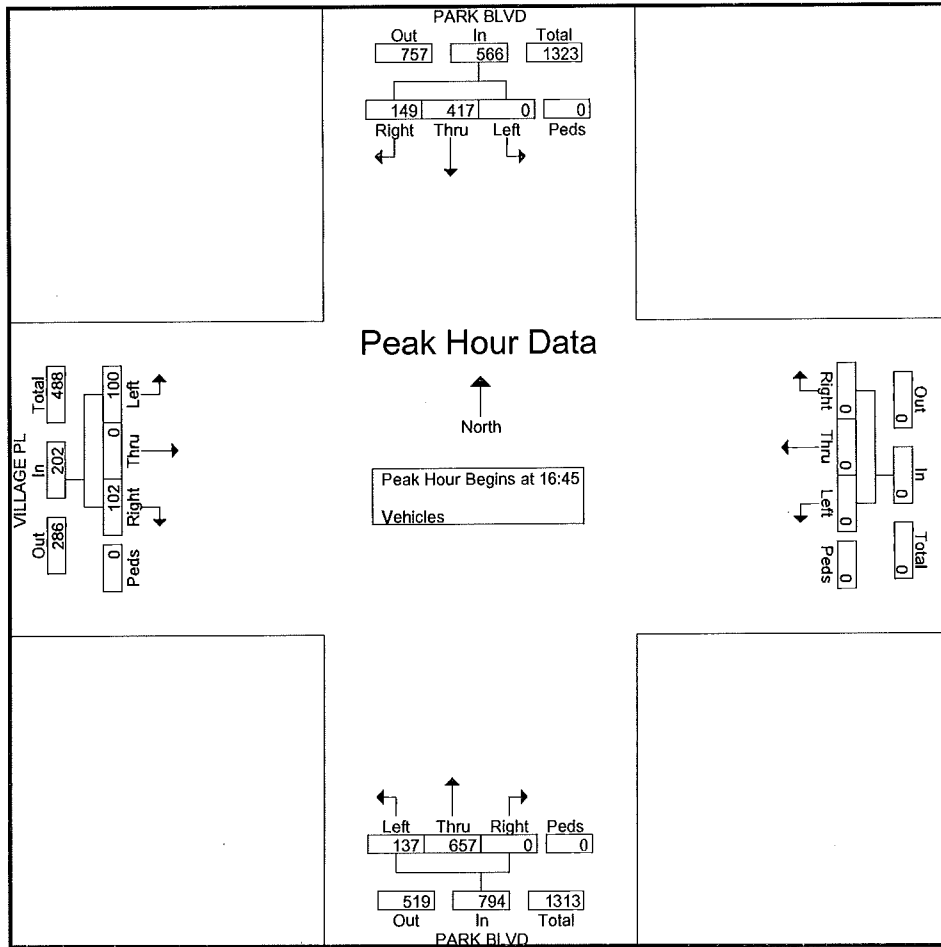 PARK BLVD
Out In Total
757 566 1323
149 417 0 0
Right Thru Left Peds
Peak Hour Data
North
Peak Hour Begins at 16:45
Vehicles
VILLAGE PL
Total In Out
488 202 286
100 0 102 0
Left Thru Right Peds
Out In Total
0 0 0
0 0 0 0
Right Thru Left Peds
Left Thru Right Peds
137 657 0 0
519 794 1313
Out In Total
PARK BLVD